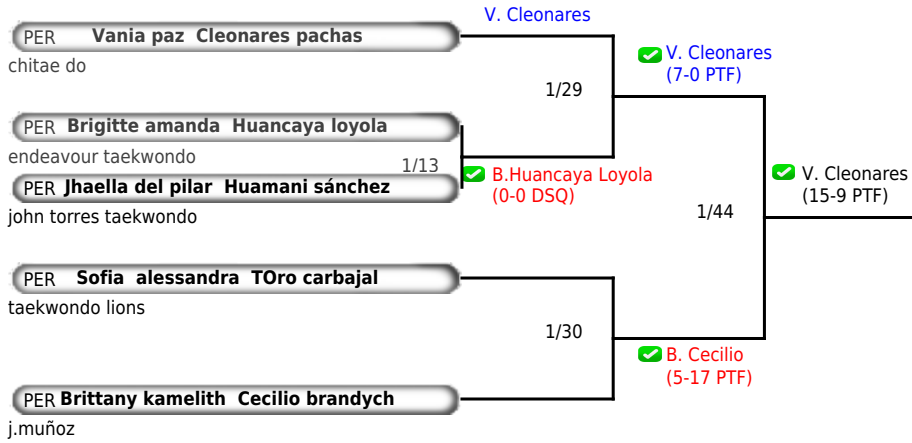 V. Cleonares
PER Vania paz Cleonares pachas
chitae do
V. Cleonares
(7-0 PTF)
1/29
PER Brigitte amanda Huancaya loyola
endeavour taekwondo
1/13
PER Jhaella del pilar Huamani sánchez
john torres taekwondo
B.Huancaya Loyola
(0-0 DSQ)
V. Cleonares
(15-9 PTF)
1/44
PER Sofia alessandra TOro carbajal
taekwondo lions
1/30
B. Cecilio
(5-17 PTF)
PER Brittany kamelith Cecilio brandych
j.muñoz